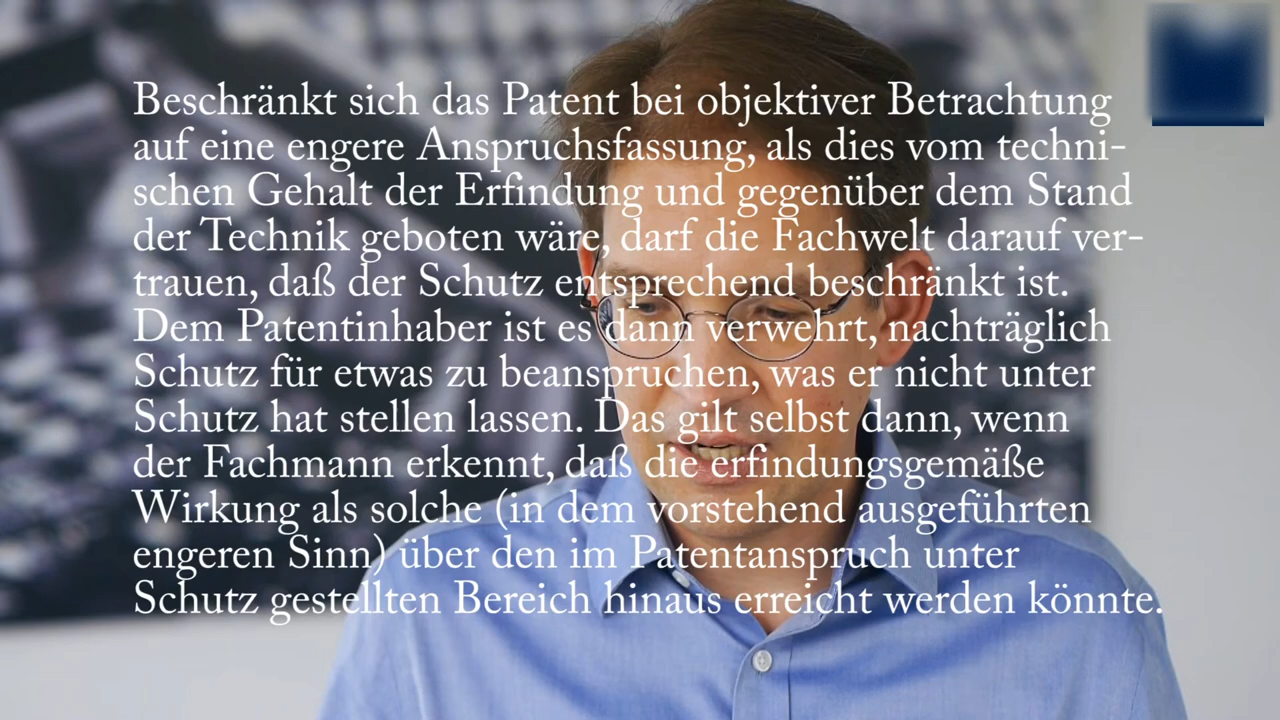 Beschränkt sich das Patent bei objektiver Betrachtung
auf eine engere Anspruchsfassung, als dies vom techni-
schen Gehalt der Erfindung und gegenüber dem Stand
der Technik geboten wäre, darf die Fachwelt darauf ver-
trauen, daß der Schutz entsprechend beschränkt ist.
Dem Patentinhaber ist es dann verwehrt, nachträglich
Schutz für etwas zu beanspruchen, was er nicht unter
Schutz hat stellen lassen. Das gilt selbst dann, wenn
der Fachmann erkennt, daß die erfindungsgemäße
Wirkung als solche (in dem vorstehend ausgeführten
engeren Sinn) über den im Patentanspruch unter
Schutz gestellten Bereich hinaus erreicht werden könnte.